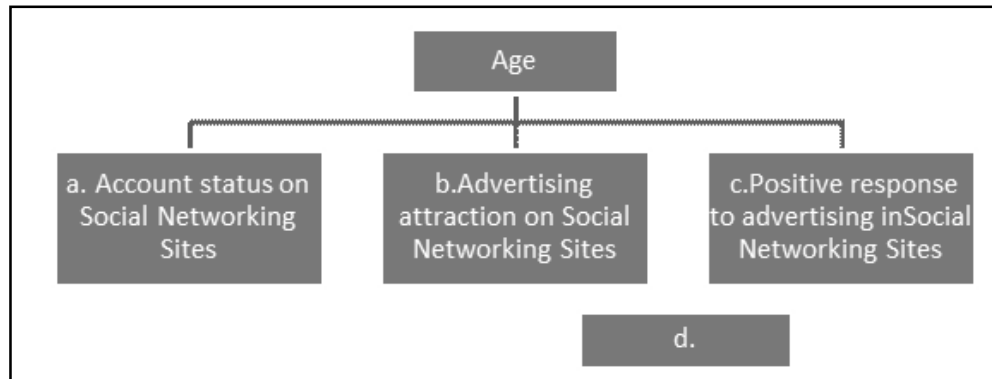 Age
a. Account status on
Social Networking
Sites
b.Advertising
attraction on Social
Networking Sites
c.Positive response
to advertising inSocial
Networking Sites
d.